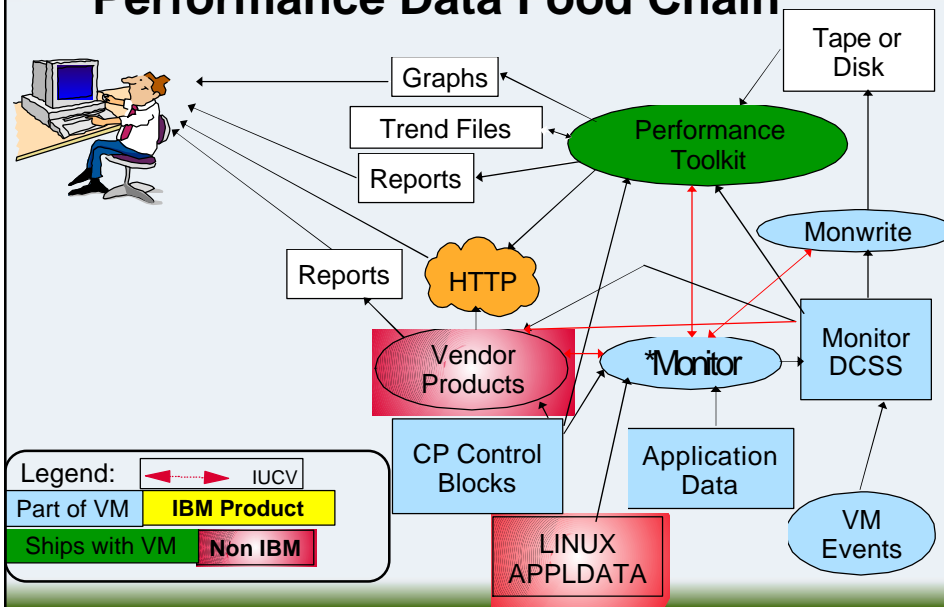 Performance Data Food Chain
Tape or
Disk
Graphs
Trend Files
Performance
Toolkit
Reports
Monwrite
Reports
HTTP
Vendor
Products
*Monitor
Monitor
DCSS
CP Control
Blocks
Application
Data
VM
Events
LINUX
APPLDATA
Legend:
IUCV
Part of VM
IBM Product
Ships with VM
Non IBM